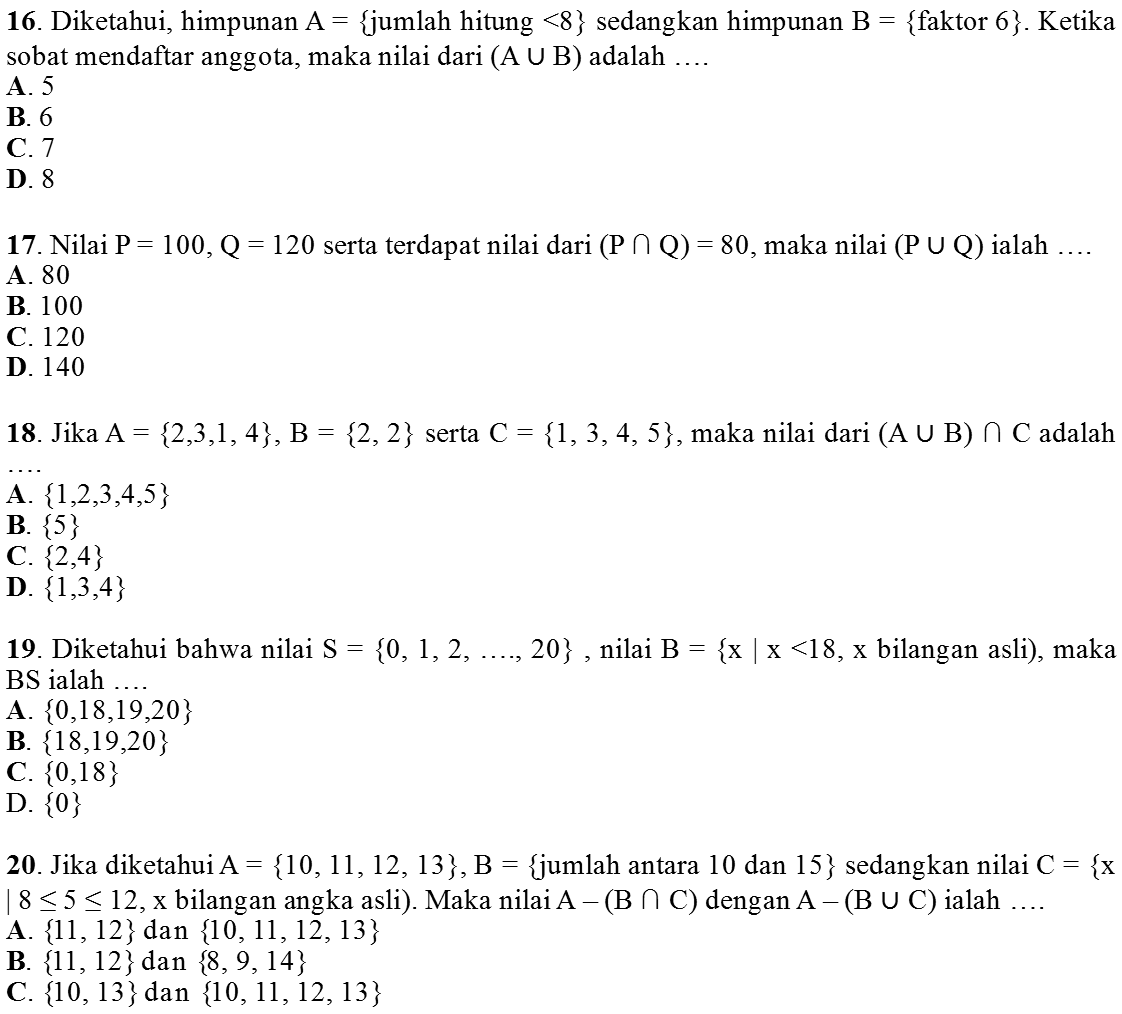 16. Diketahui, himpunan A = {jumlah hitung <8} sedangkan himpunan B = {faktor 6}. Ketika
sobat mendaftar anggota, maka nilai dari (A ∪ B) adalah ….
A. 5
B. 6
C. 7
D. 8
17. Nilai P = 100, Q = 120 serta terdapat nilai dari (P ∩ Q) = 80, maka nilai (P ∪ Q) ialah ….
A. 80
B. 100
C. 120
D. 140
18. Jika A = {2,3,1, 4}, B = {2, 2} serta C = {1, 3, 4, 5}, maka nilai dari (A ∪ B) ∩ C adalah
….
A. {1,2,3,4,5}
B. {5}
C. {2,4}
D. {1,3,4}
19. Diketahui bahwa nilai S = {0, 1, 2, …., 20} , nilai B = {x | x <18, x bilangan asli), maka
BS ialah ….
A. {0,18,19,20}
B. {18,19,20}
C. {0,18}
D. {0}
20. Jika diketahui A = {10, 11, 12, 13}, B = {jumlah antara 10 dan 15} sedangkan nilai C = {x
| 8 ≤ 5 ≤ 12, x bilangan angka asli). Maka nilai A – (B ∩ C) dengan A – (B ∪ C) ialah ….
A. {11, 12} dan {10, 11, 12, 13}
B. {11, 12} dan {8, 9, 14}
C. {10, 13} dan {10, 11, 12, 13}